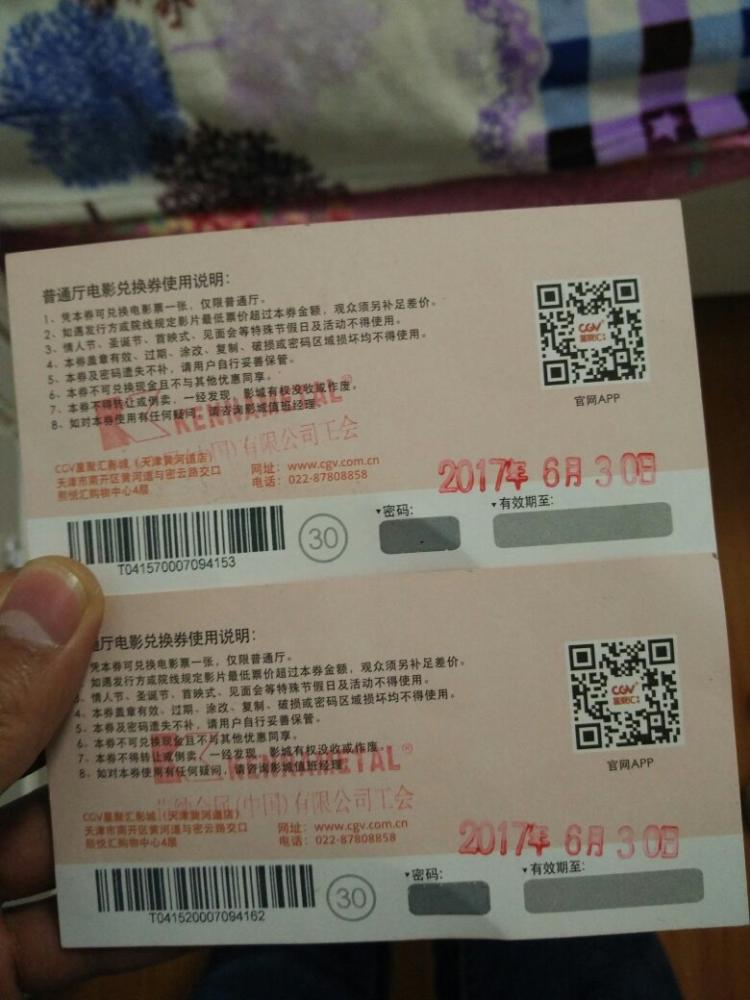 普通厅电影兑换券使用说明:
1、凭本券可兑换电影票一张，仅限普通厅。
2、如遇发行方或院线规定影片最低票价超过本券金额，观众须另补足差价。
3、情人节、圣诞节、首映式、见面会等特殊节假日及活动不得使用。
4、本券盖章有效、过期、涂改、复制、破损或密码区域损坏均不得使用。
5、本券及密码遗失不补，请用户自行妥善保管。
6、本券不可兑换现金且不与其他优惠同享。
7、本券不得转让或倒卖，一经发现，影城有权没收或作废。
8、如对本券使用有任何疑问，请咨询影城值班经理。
KENNAMETAL®
(中国)有限公司工会
CGV
星聚汇
官网APP
CGV星聚汇影城（天津黄河道店）
天津市南开区黄河道与密云路交口
熙悦汇购物中心4层
网址：www.cgv.com.cn
电话：022-87808858
2017年 6月 30日
T041570007094153
30
密码:
有效期至:
厅电影兑换券使用说明:
凭本券可兑换电影票一张，仅限普通厅。
如遇发行方或院线规定影片最低票价超过本券金额，观众须另补足差价。
、情人节、圣诞节、首映式、见面会等特殊节假日及活动不得使用。
4、本券盖章有效、过期、涂改、复制、破损或密码区域损坏均不得使用。
5、本券及密码遗失不补，请用户自行妥善保管。
6、本券不可兑换现金且不与其他优惠同享。
7、本券不得转让或倒卖，一经发现，影城有权没收或作废。
8、如对本券使用有任何疑问，请咨询影城值班经理。
KENNAMETAL®
金属(中国)有限公司工会
CGV
星聚汇
官网APP
CGV星聚汇影城（天津黄河道店）
天津市南开区黄河道与密云路交口
熙悦汇购物中心4层
网址：www.cgv.com.cn
电话：022-87808858
2017年 6月 30日
T041520007094162
30
密码:
有效期至: